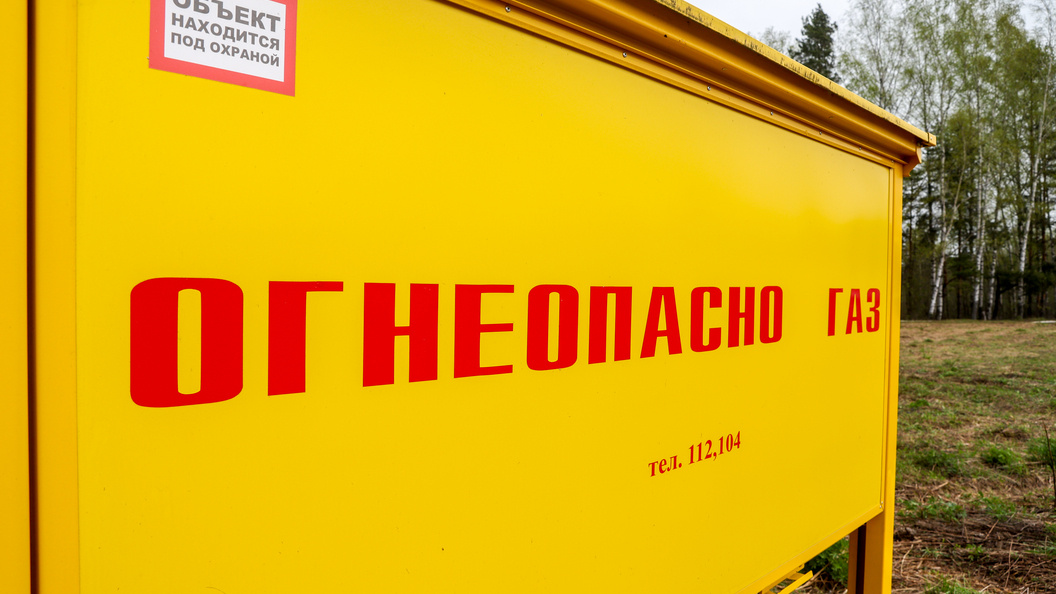 ОБЪЕКТ
НАХОДИТСЯ
ПОД ОХРАНОЙ
ОГНЕОПАСНО ГАЗ
тел. 112,104